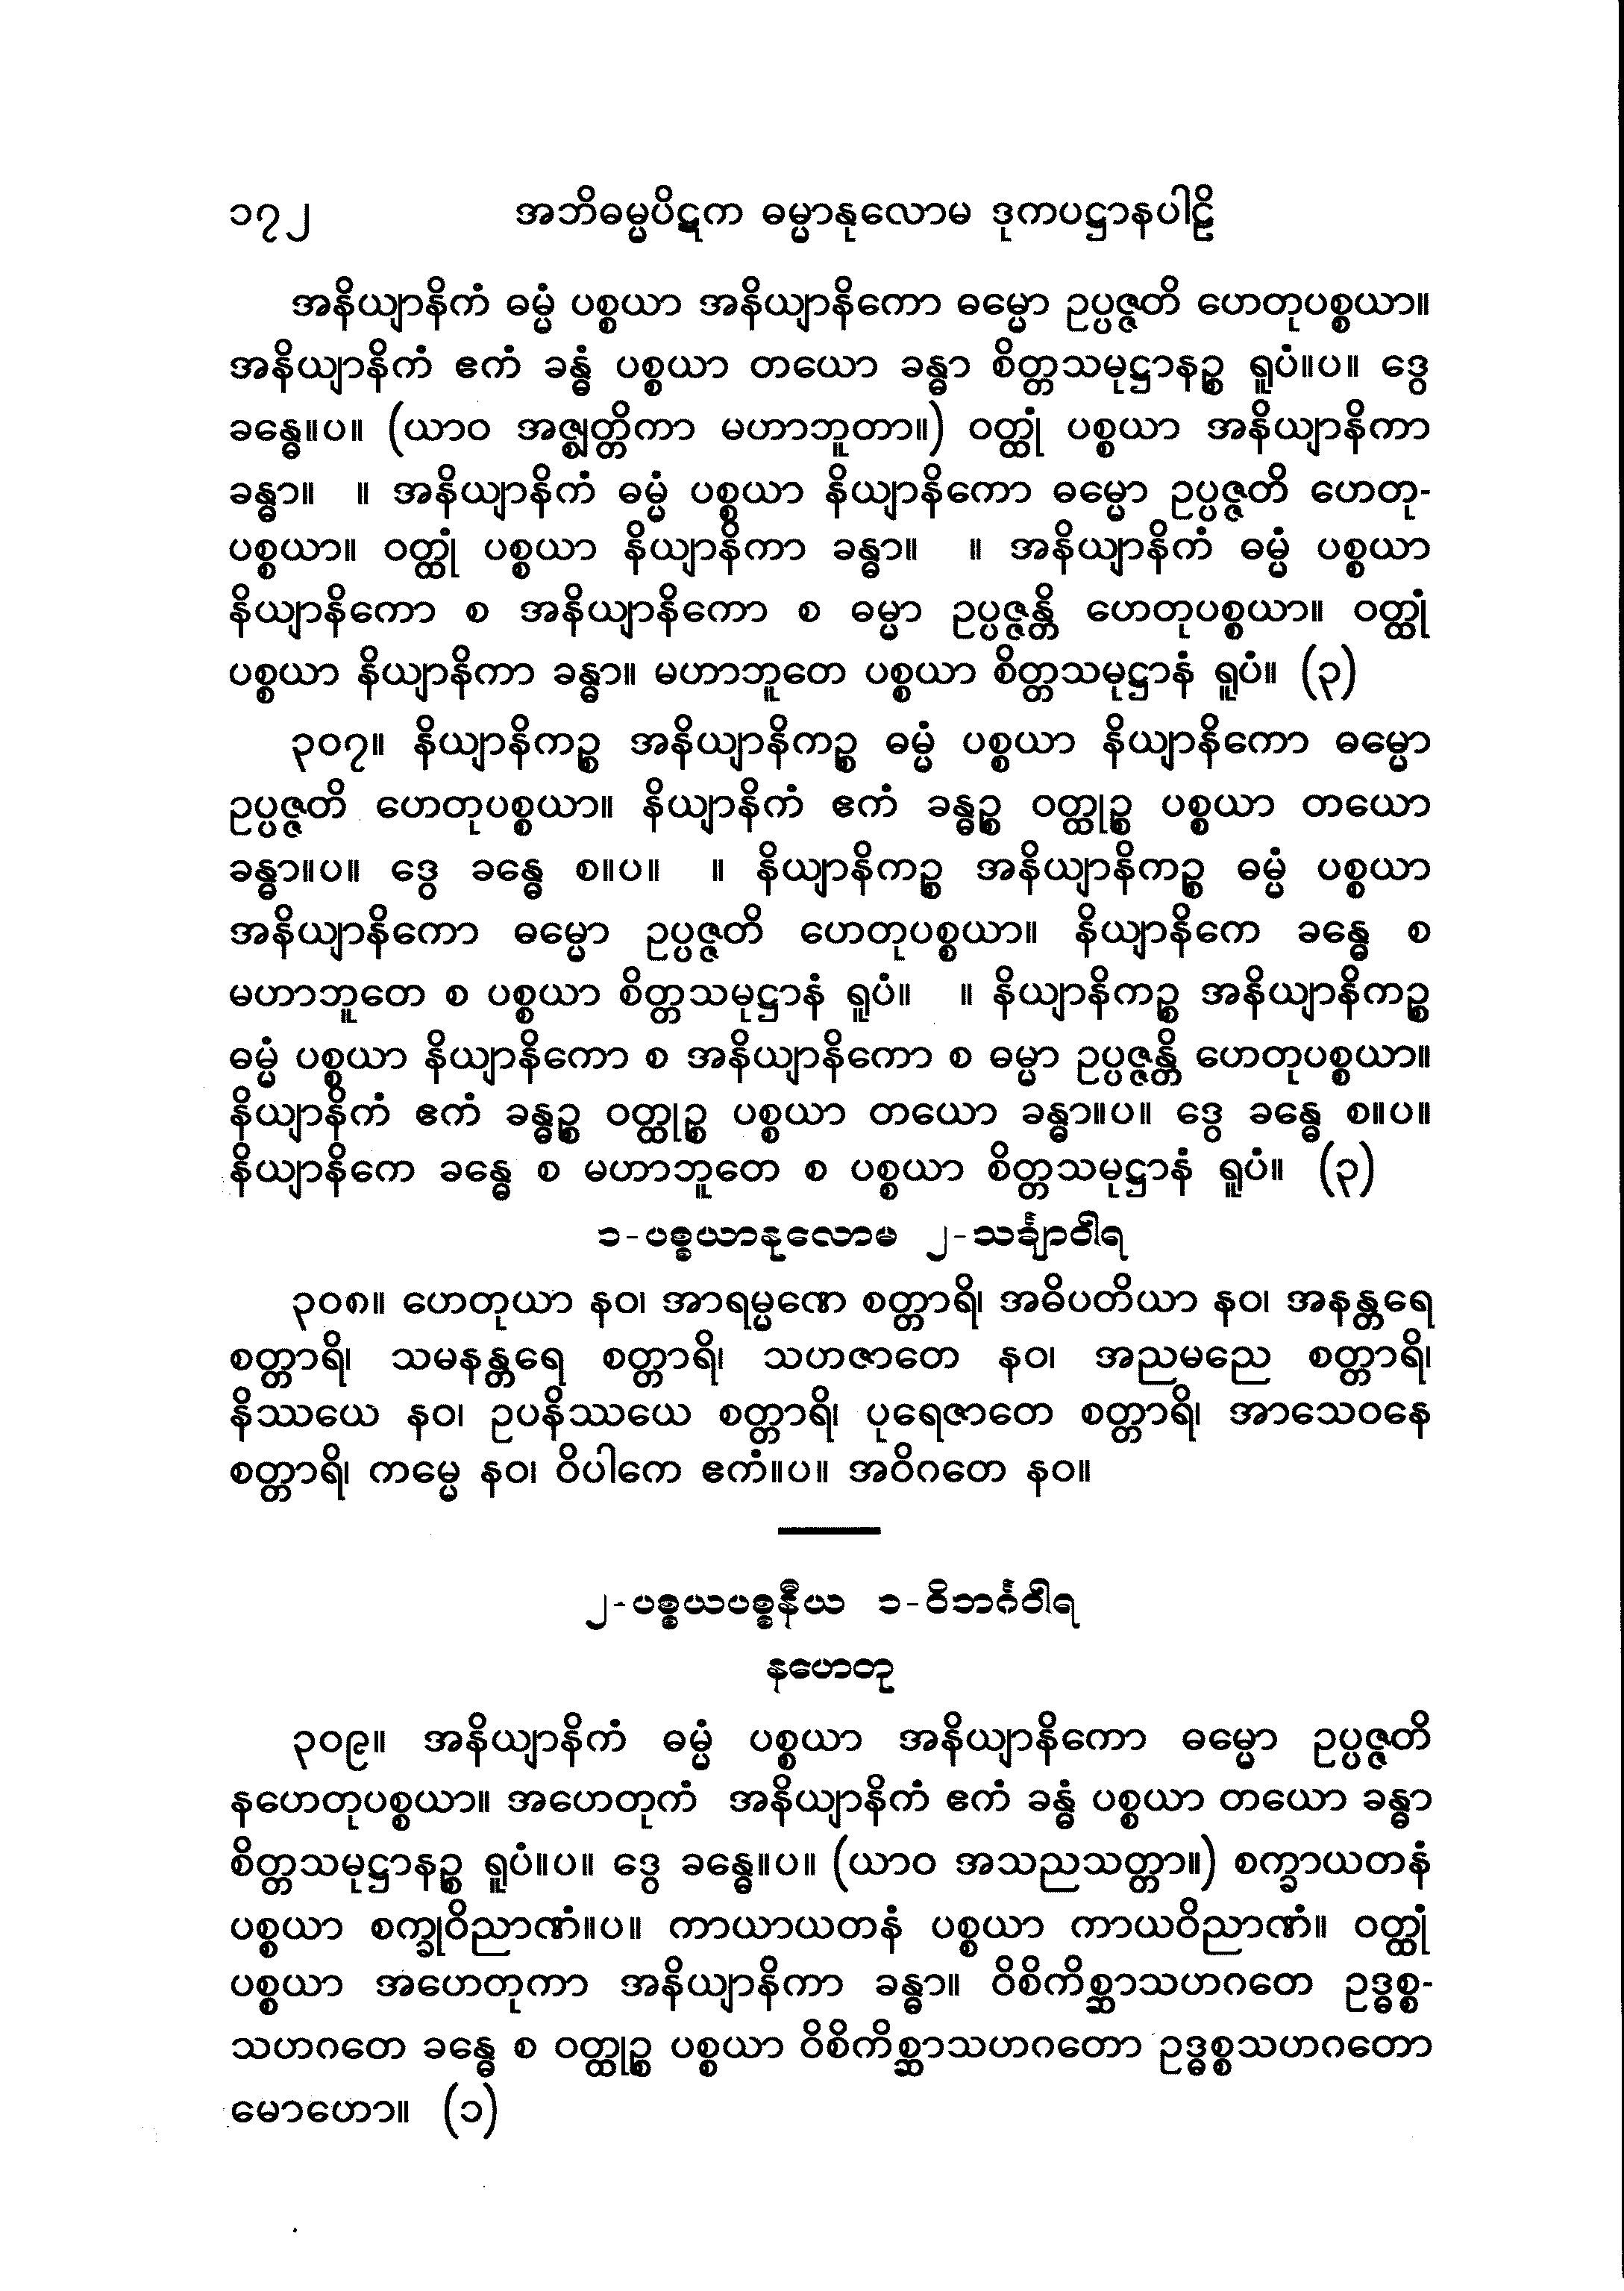 ၁၇၂ အဘိဓမ္မပိဋက ဓမ္မာနုလောမ ဒုကပဋ္ဌာနပါဠိ
အနိယျာနိကံ ဓမ္မံ ပစ္စယာ အနိယျာနိကော ဓမ္မော ဥပ္ပဇ္ဇတိ ဟေတုပစ္စယာ။
အနိယျာနိကံ ဧကံ ခန္ဓံ ပစ္စယာ တယော ခန္ဓာ စိတ္တသမုဋ္ဌာနဉ္စ ရူပံ။ပ။ ဒွေ
ခန္ဓေ။ပ။ (ယာဝ အဇ္ဈတ္တိကာ မဟာဘူတာ။) ဝတ္ထုံ ပစ္စယာ အနိယျာနိကာ
ခန္ဓာ။ ။ အနိယျာနိကံ ဓမ္မံ ပစ္စယာ နိယျာနိကော ဓမ္မော ဥပ္ပဇ္ဇတိ ဟေတု-
ပစ္စယာ။ ဝတ္ထုံ ပစ္စယာ နိယျာနိကာ ခန္ဓာ။ ။ အနိယျာနိကံ ဓမ္မံ ပစ္စယာ
နိယျာနိကော စ အနိယျာနိကော စ ဓမ္မာ ဥပ္ပဇ္ဇန္တိ ဟေတုပစ္စယာ။ ဝတ္ထုံ
ပစ္စယာ နိယျာနိကာ ခန္ဓာ။ မဟာဘူတေ ပစ္စယာ စိတ္တသမုဋ္ဌာနံ ရူပံ။ (၃)
၃၀၇။ နိယျာနိကဉ္စ အနိယျာနိကဉ္စ ဓမ္မံ ပစ္စယာ နိယျာနိကော ဓမ္မော
ဥပ္ပဇ္ဇတိ ဟေတုပစ္စယာ။ နိယျာနိကံ ဧကံ ခန္ဓဉ္စ ဝတ္ထုဉ္စ ပစ္စယာ တယော
ခန္ဓာ။ပ။ ဒွေ ခန္ဓေ စ။ပ။ ။ နိယျာနိကဉ္စ အနိယျာနိကဉ္စ ဓမ္မံ ပစ္စယာ
အနိယျာနိကော ဓမ္မော ဥပ္ပဇ္ဇတိ ဟေတုပစ္စယာ။ နိယျာနိကေ ခန္ဓေ စ
မဟာဘူတေ စ ပစ္စယာ စိတ္တသမုဋ္ဌာနံ ရူပံ။ ။ နိယျာနိကဉ္စ အနိယျာနိကဉ္စ
ဓမ္မံ ပစ္စယာ နိယျာနိကော စ အနိယျာနိကော စ ဓမ္မာ ဥပ္ပဇ္ဇန္တိ ဟေတုပစ္စယာ။
နိယျာနိကံ ဧကံ ခန္ဓဉ္စ ဝတ္ထုဉ္စ ပစ္စယာ တယော ခန္ဓာ။ပ။ ဒွေ ခန္ဓေ စ။ပ။
နိယျာနိကေ ခန္ဓေ စ မဟာဘူတေ စ ပစ္စယာ စိတ္တသမုဋ္ဌာနံ ရူပံ။ (၃)
၁-ပစ္စယာနုလောမ ၂-သင်္ချာဝါရ
၃၀၈။ ဟေတုယာ နဝ၊ အာရမ္မဏေ စတ္တာရိ၊ အဓိပတိယာ နဝ၊ အနန္တရေ
စတ္တာရိ၊ သမနန္တရေ စတ္တာရိ၊ သဟဇာတေ နဝ၊ အညမညေ စတ္တာရိ၊
နိဿယေ နဝ၊ ဥပနိဿယေ စတ္တာရိ၊ ပုရေဇာတေ စတ္တာရိ၊ အာသေဝနေ
စတ္တာရိ၊ ကမ္မေ နဝ၊ ဝိပါကေ ဧကံ။ပ။ အဝိဂတေ နဝ။
၂-ပစ္စယပစ္စနီယ ၁-ဝိဘင်္ဂဝါရ
နဟေတု
၃၀၉။ အနိယျာနိကံ ဓမ္မံ ပစ္စယာ အနိယျာနိကော ဓမ္မော ဥပ္ပဇ္ဇတိ
နဟေတုပစ္စယာ။ အဟေတုကံ အနိယျာနိကံ ဧကံ ခန္ဓံ ပစ္စယာ တယော ခန္ဓာ
စိတ္တသမုဋ္ဌာနဉ္စ ရူပံ။ပ။ ဒွေ ခန္ဓေ။ပ။ (ယာဝ အသညသတ္တာ။) စက္ခာယတနံ
ပစ္စယာ စက္ခုဝိညာဏံ။ပ။ ကာယာယတနံ ပစ္စယာ ကာယဝိညာဏံ။ ဝတ္ထုံ
ပစ္စယာ အဟေတုကာ အနိယျာနိကာ ခန္ဓာ။ ဝိစိကိစ္ဆာသဟဂတေ ဥဒ္ဓစ္စ-
သဟဂတေ ခန္ဓေ စ ဝတ္ထုဉ္စ ပစ္စယာ ဝိစိကိစ္ဆာသဟဂတော ဥဒ္ဓစ္စသဟဂတော
မောဟော။ (၁)